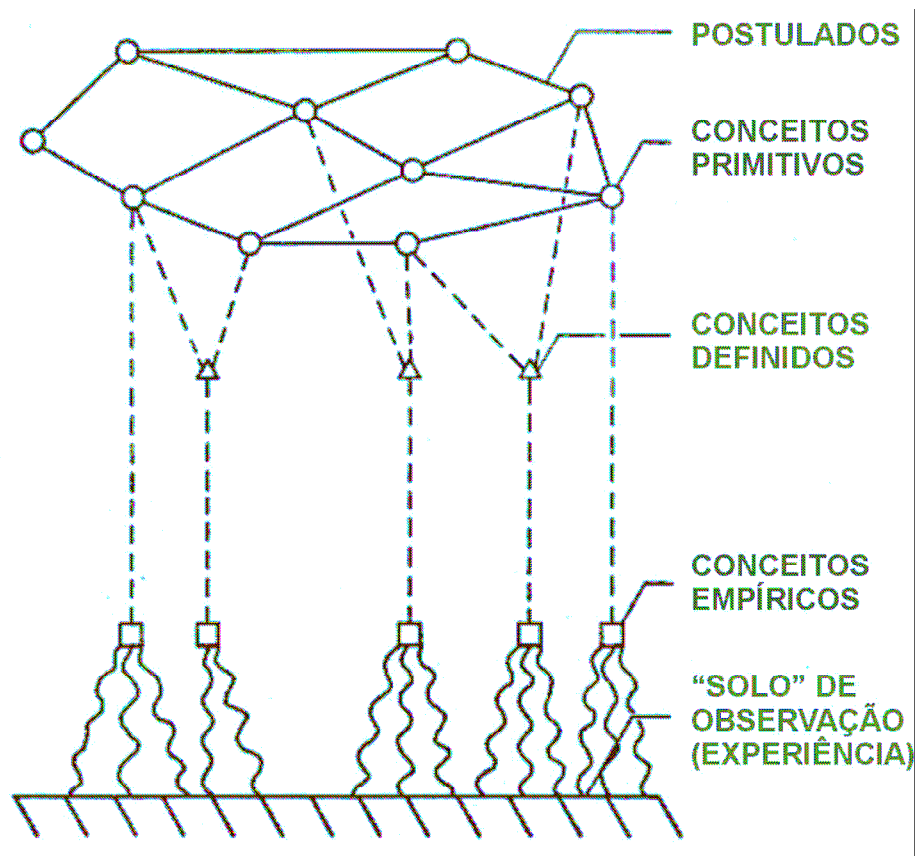 POSTULADOS
CONCEITOS
PRIMITIVOS
CONCEITOS
DEFINIDOS
CONCEITOS
EMPÍRICOS
“SOLO” DE
OBSERVAÇÃO
(EXPERIÊNCIA)